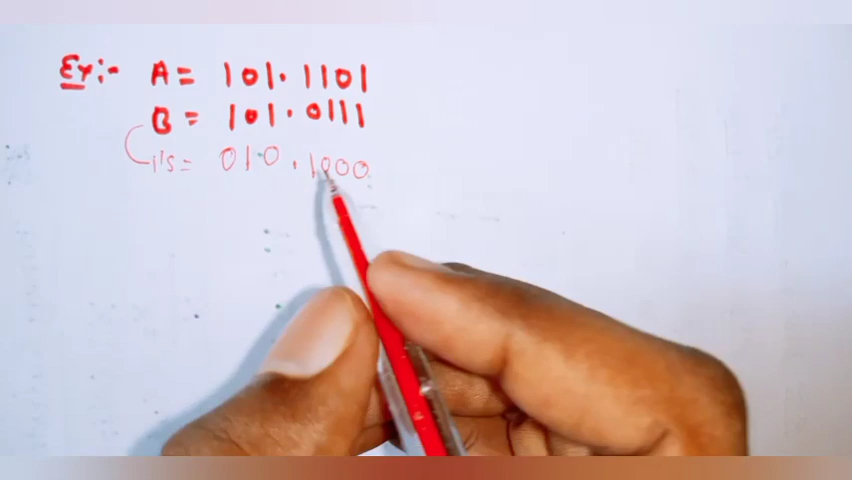 Ex:- A = 101.1101
B = 101.0111
1's = 010.1000